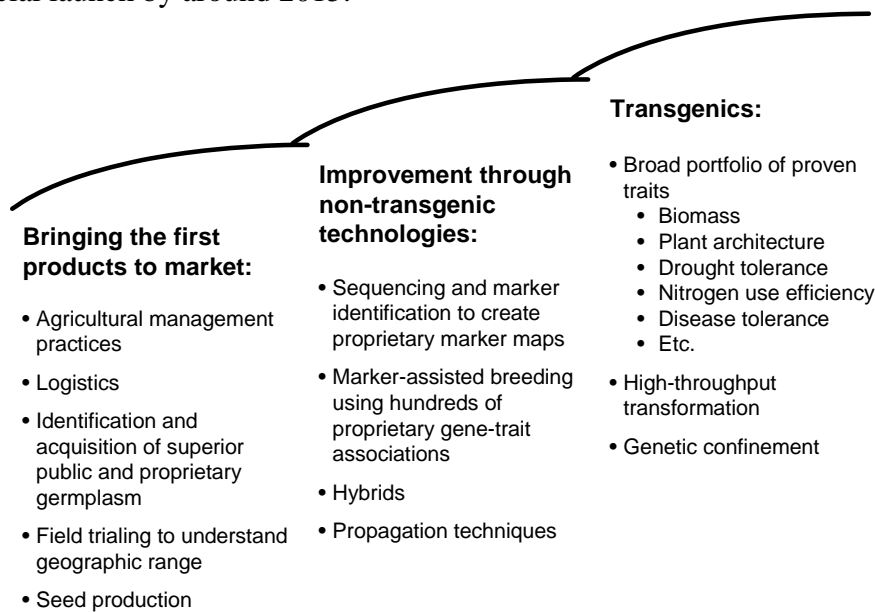 cial launch by around
Bringing the first
products to market:
• Agricultural management
practices
• Logistics
• Identification and
acquisition of superior
public and proprietary
germplasm
• Field trialing to understand
geographic range
• Seed production
Improvement through
non-transgenic
technologies:
• Sequencing and marker
identification to create
proprietary marker maps
• Marker-assisted breeding
using hundreds of
proprietary gene-trait
associations
• Hybrids
• Propagation techniques
Transgenics:
• Broad portfolio of proven
traits
• Biomass
• Plant architecture
• Drought tolerance
• Nitrogen use efficiency
• Disease tolerance
• Etc.
• High-throughput
transformation
• Genetic confinement